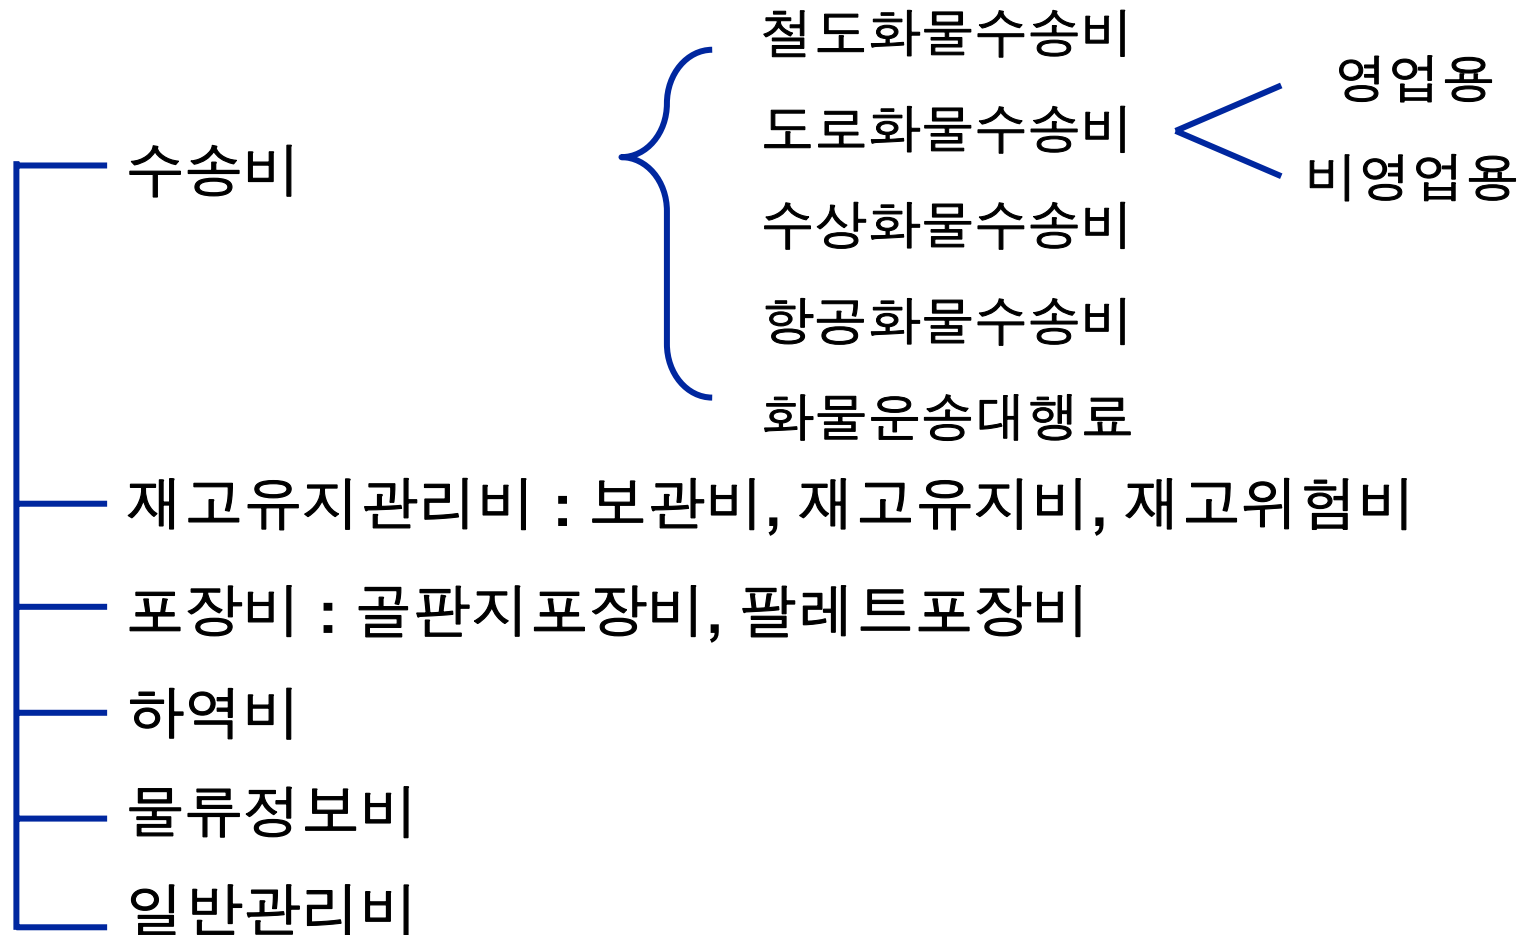 수송비
철도화물수송비
도로화물수송비
영업용
비영업용
수상화물수송비
항공화물수송비
화물운송대행료
재고유지관리비 : 보관비, 재고유지비, 재고위험비
포장비 : 골판지포장비, 팔레트포장비
하역비
물류정보비
일반관리비